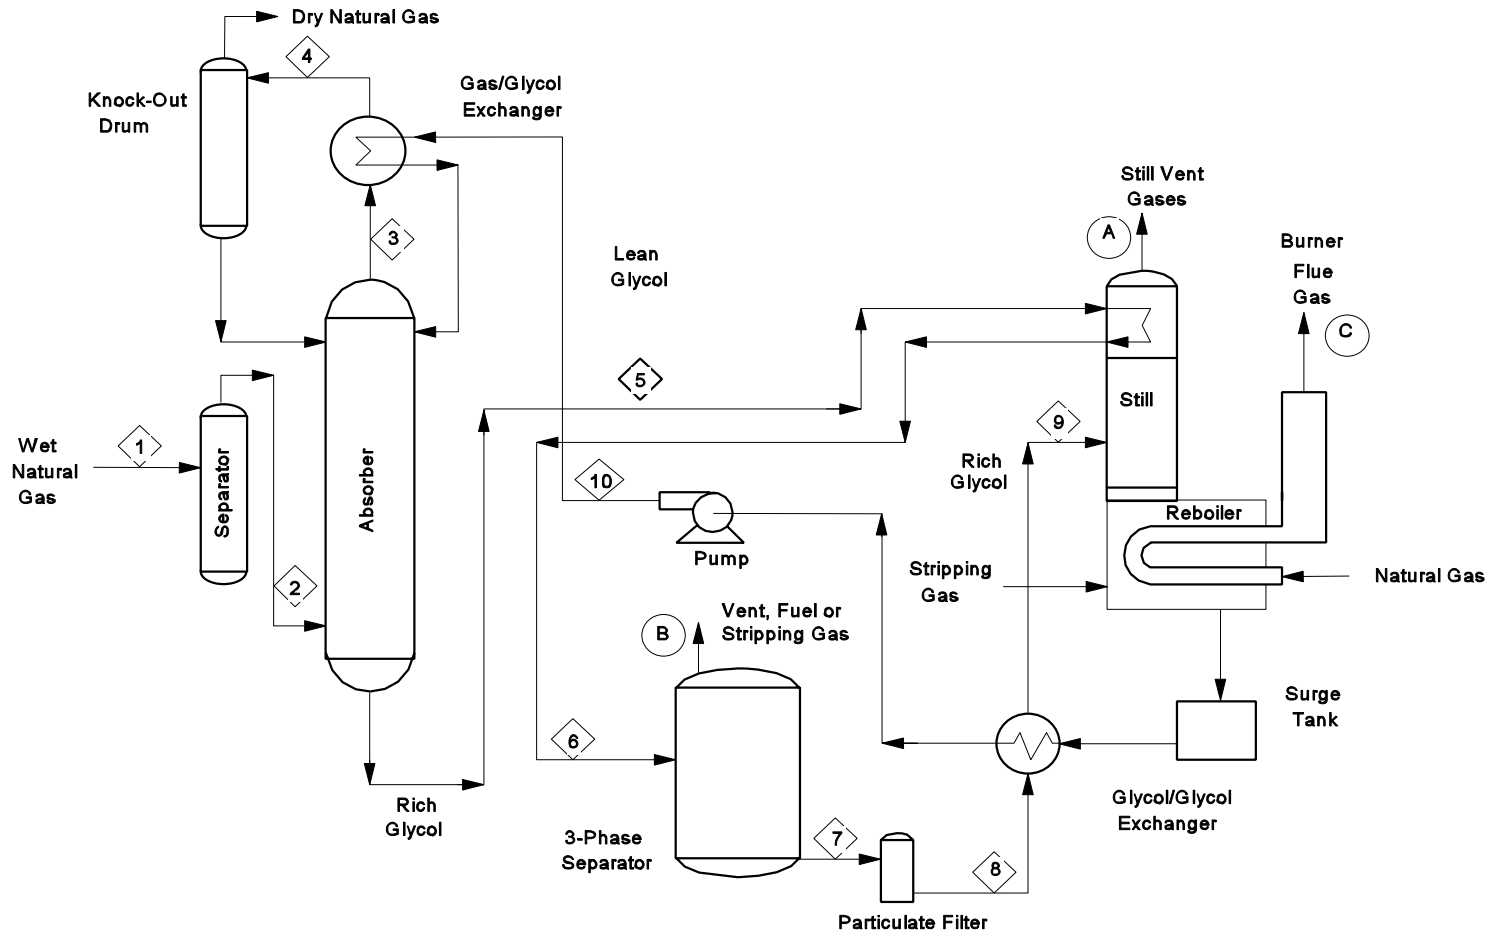 Dry Natural Gas
4
Knock-Out
Drum
Gas/Glycol
Exchanger
3
Still Vent
Gases
A
Burner
Flue
Gas
C
Lean
Glycol
5
Still
9
Rich
Glycol
1
Wet
Natural
Gas
Separator
Absorber
2
10
Pump
Reboiler
Stripping
Gas
Natural Gas
B
Vent, Fuel or
Stripping Gas
6
Surge
Tank
Rich
Glycol
Glycol/Glycol
Exchanger
3-Phase
Separator
7
8
Particulate Filter